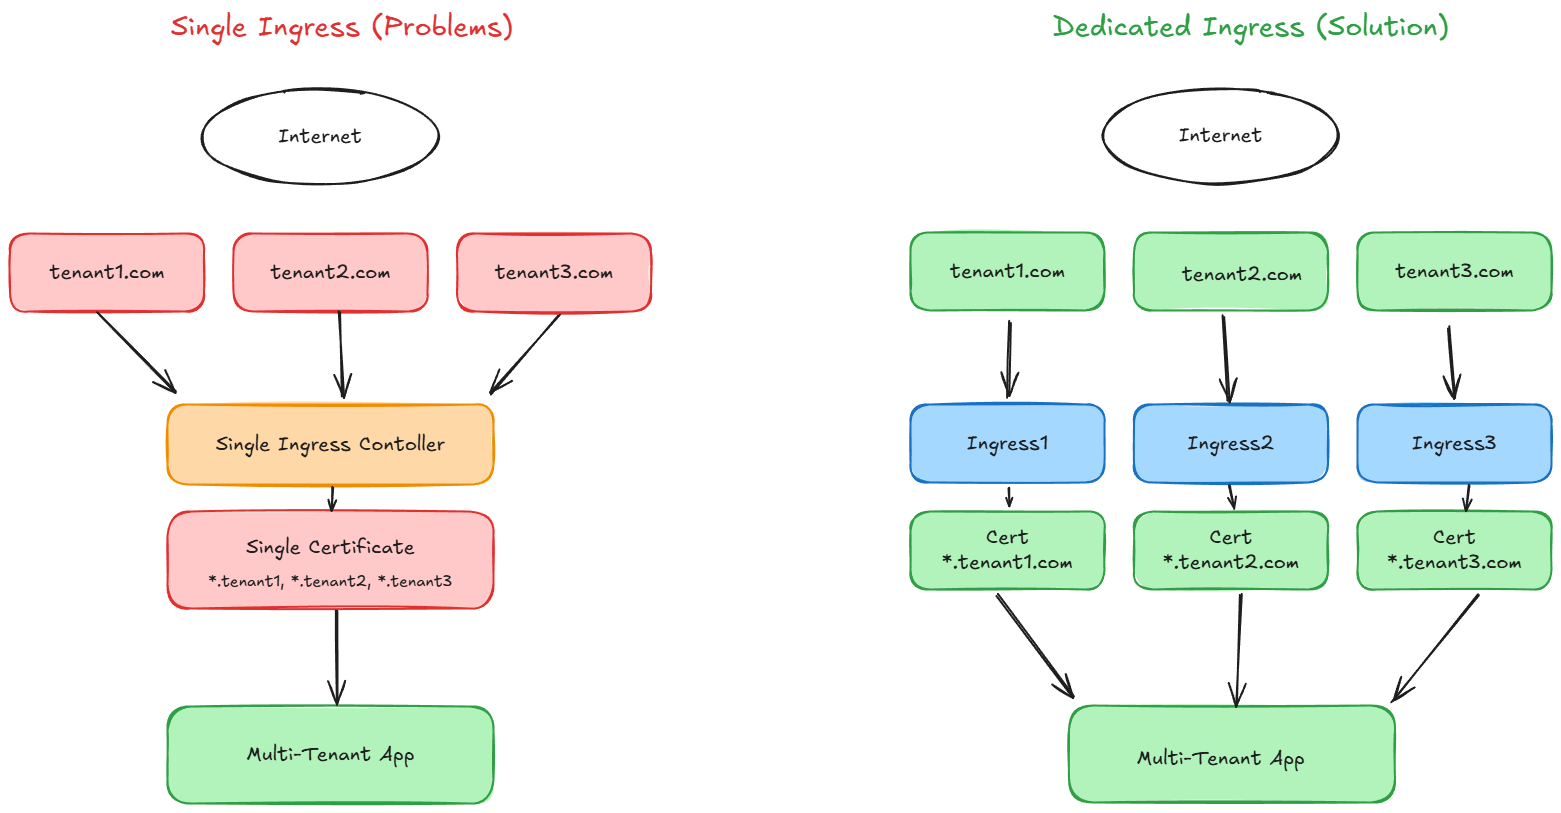 Single Ingress (Problems)
Internet
tenant1.com
tenant2.com
tenant3.com
Single Ingress Contoller
Single Certificate
*.tenant1, *.tenant2, *.tenant3
Multi-Tenant App
Dedicated Ingress (Solution)
Internet
tenant1.com
tenant2.com
tenant3.com
Ingress1
Ingress2
Ingress3
Cert
*.tenant1.com
Cert
*.tenant2.com
Cert
*.tenant3.com
Multi-Tenant App